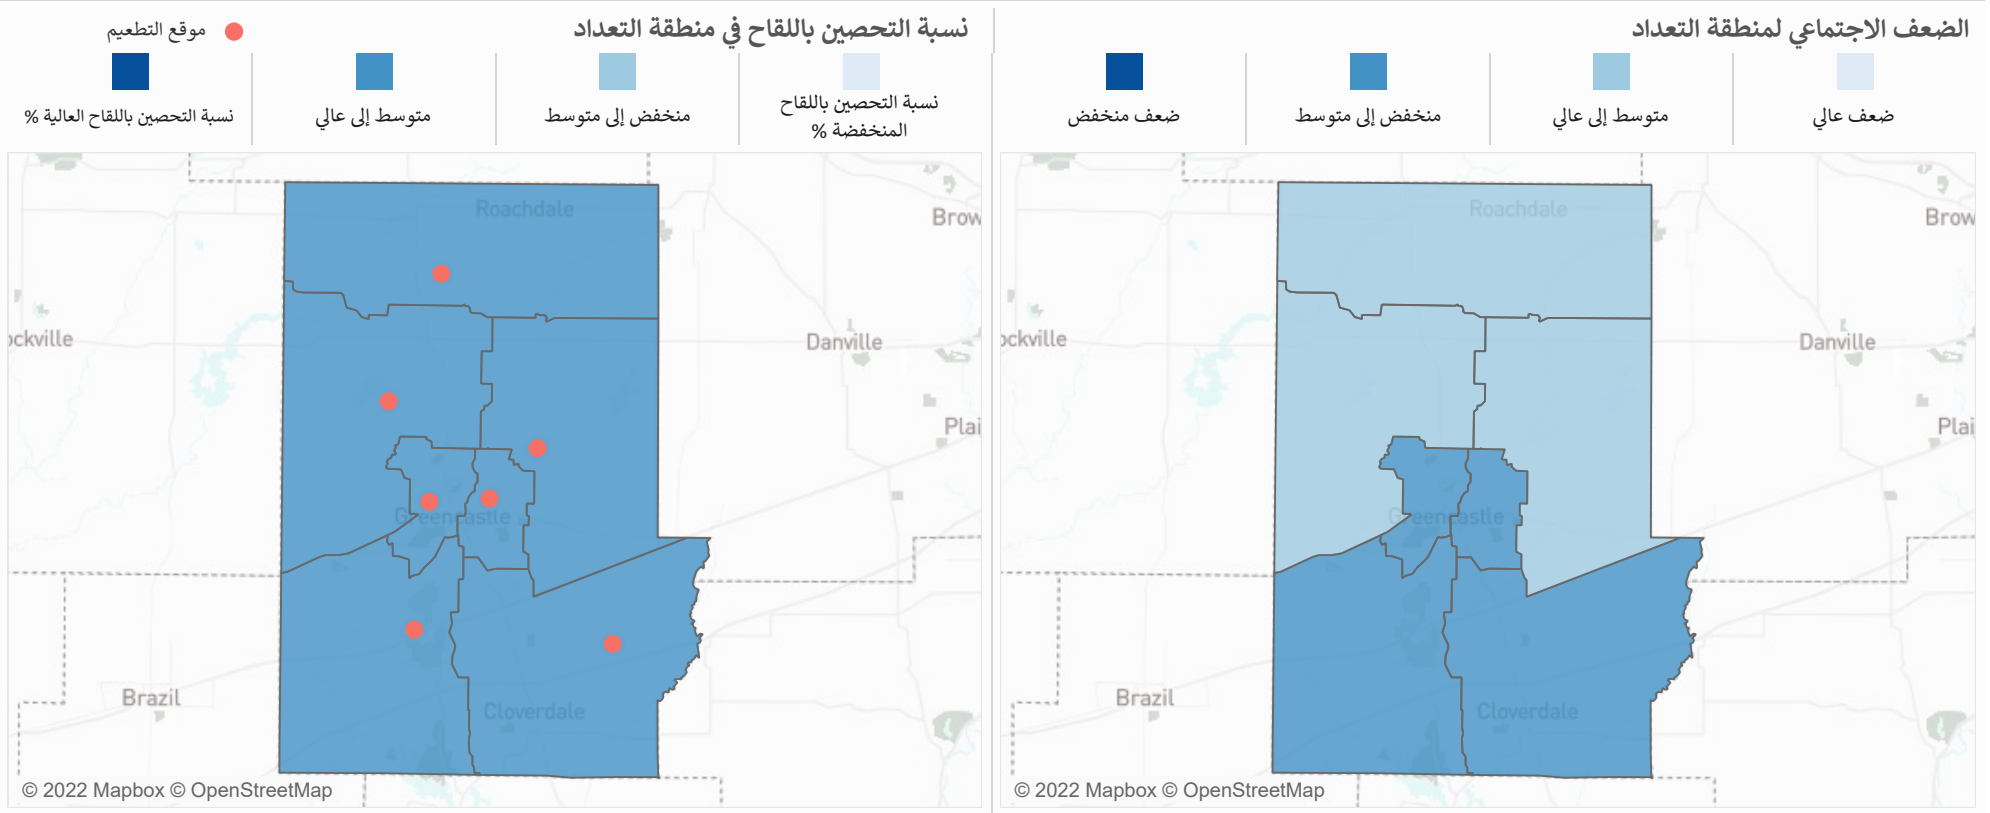 الضعف الاجتماعي لمنطقة التعداد
ضعف عالي
متوسط إلى عالي
منخفض إلى متوسط
ضعف منخفض
Roachdale
Brow
ockville
Danville
Plai
Greencastle
Brazil
Cloverdale
© 2022 Mapbox © OpenStreetMap
نسبة التحصين باللقاح في منطقة التعداد
موقع التطعيم
نسبة التحصين باللقاح
المنخفضة %
منخفض إلى متوسط
متوسط إلى عالي
نسبة التحصين باللقاح العالية %
Roachdale
Brow
ockville
Danville
Plai
Greencastle
Brazil
Cloverdale
© 2022 Mapbox © OpenStreetMap